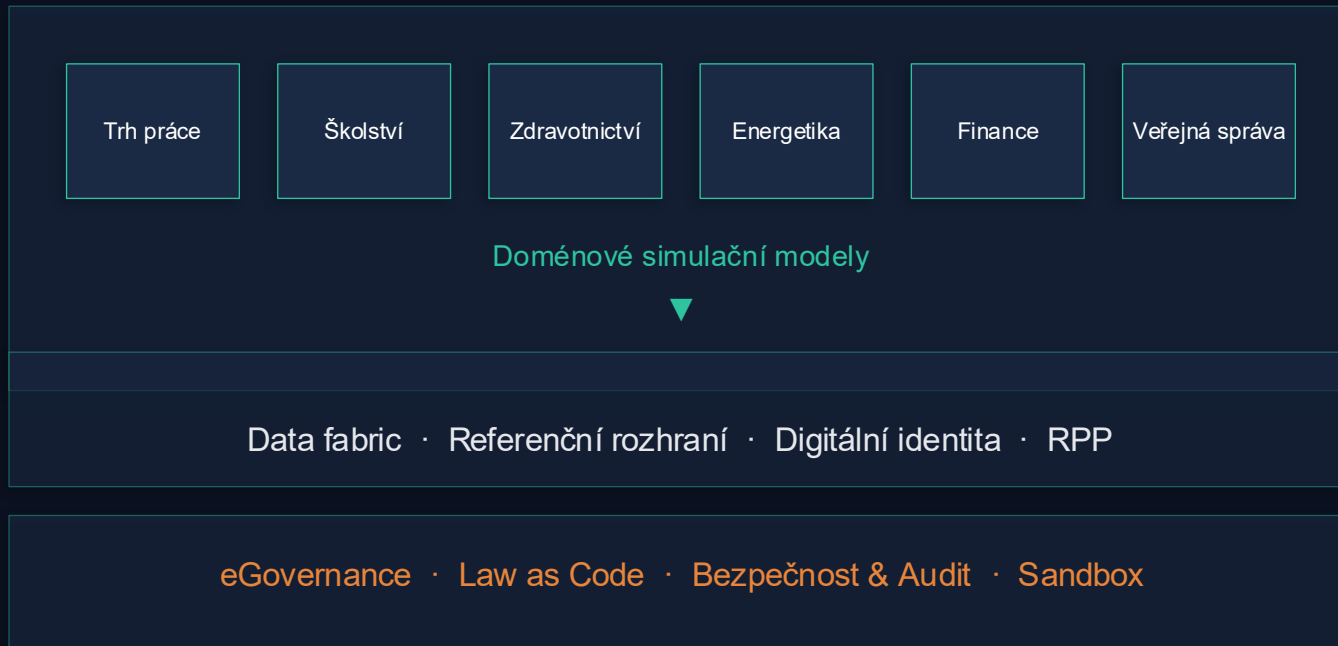 Trh práce Školství Zdravotnictví Energetika Finance Veřejná správa
Doménové simulační modely
Data fabric · Referenční rozhraní · Digitální identita · RPP
eGovernance · Law as Code · Bezpečnost & Audit · Sandbox